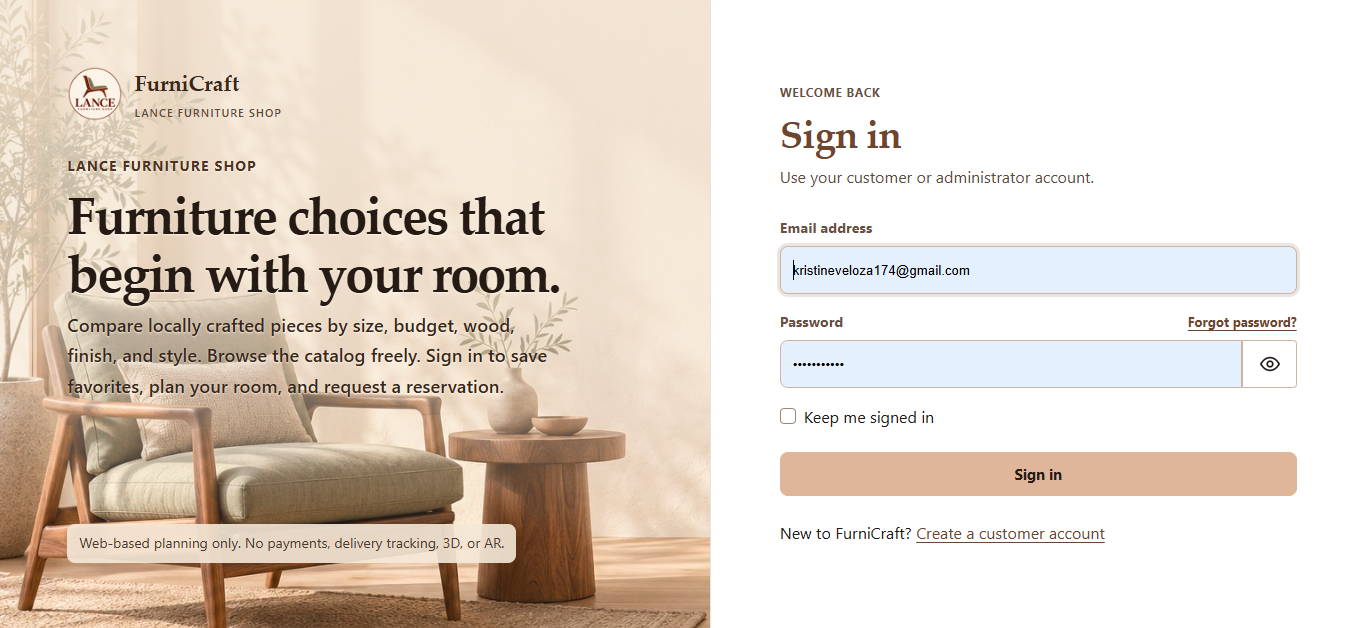 LANCE
FurniCraft
LANCE FURNITURE SHOP
LANCE FURNITURE SHOP
Furniture choices that
begin with your room.
Compare locally crafted pieces by size, budget, wood,
finish, and style. Browse the catalog freely. Sign in to save
favorites, plan your room, and request a reservation.
Web-based planning only. No payments, delivery tracking, 3D, or AR.
WELCOME BACK
Sign in
Use your customer or administrator account.
Email address
kristineveloza174@gmail.com
Password Forgot password?
•••••••••••
Keep me signed in
Sign in
New to FurniCraft? Create a customer account